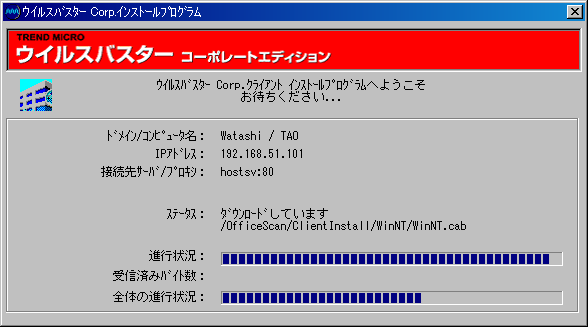 ウイルスバスター Corp.インストールプログラム
TREND MICRO
ウイルスバスター コーポレートエディション
ウイルスバスター Corp.クライアント インストールプログラムへようこそ
お待ちください...
ドメイン/コンピュータ名: Watashi / TAO
IPアドレス: 192.168.51.101
接続先サーバ/プロキシ: hostsv:80
ステータス: ダウンロードしています
/OfficeScan/ClientInstall/WinNT/WinNT.cab
進行状況:
受信済みバイト数:
全体の進行状況: